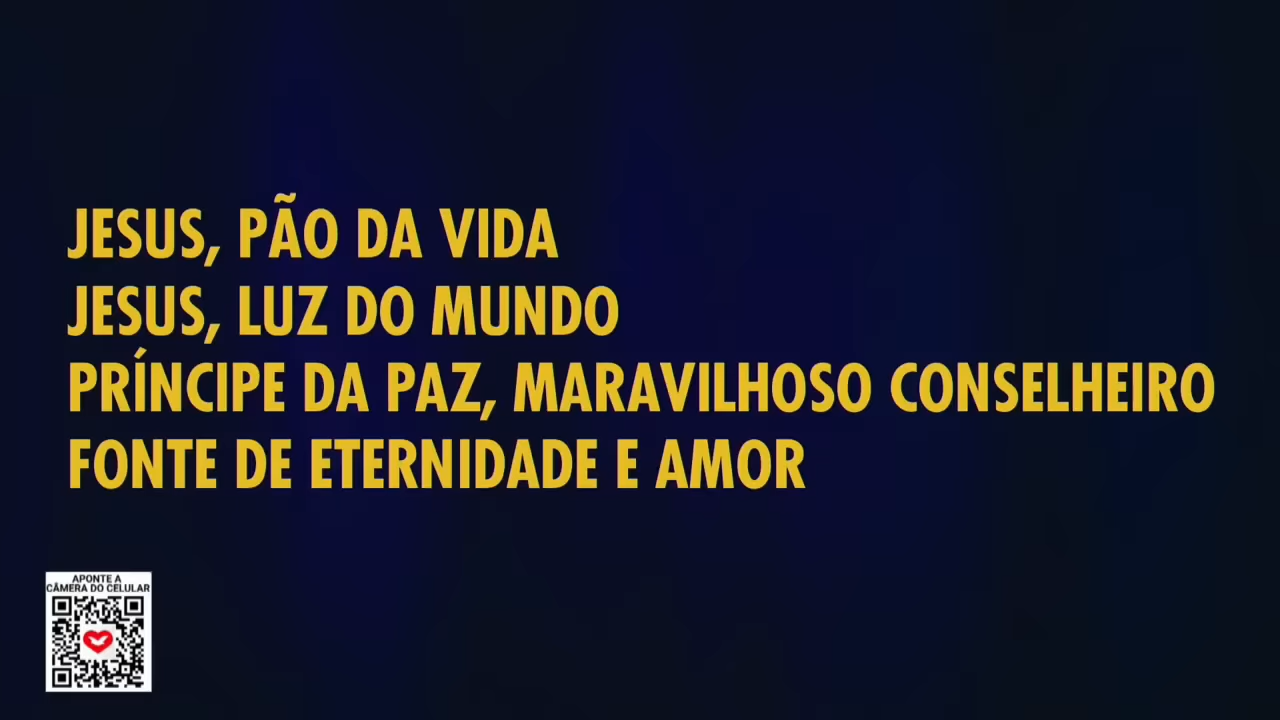 JESUS, PÃO DA VIDA
JESUS, LUZ DO MUNDO
PRÍNCIPE DA PAZ, MARAVILHOSO CONSELHEIRO
FONTE DE ETERNIDADE E AMOR
APONTE A
CÂMERA DO CELULAR